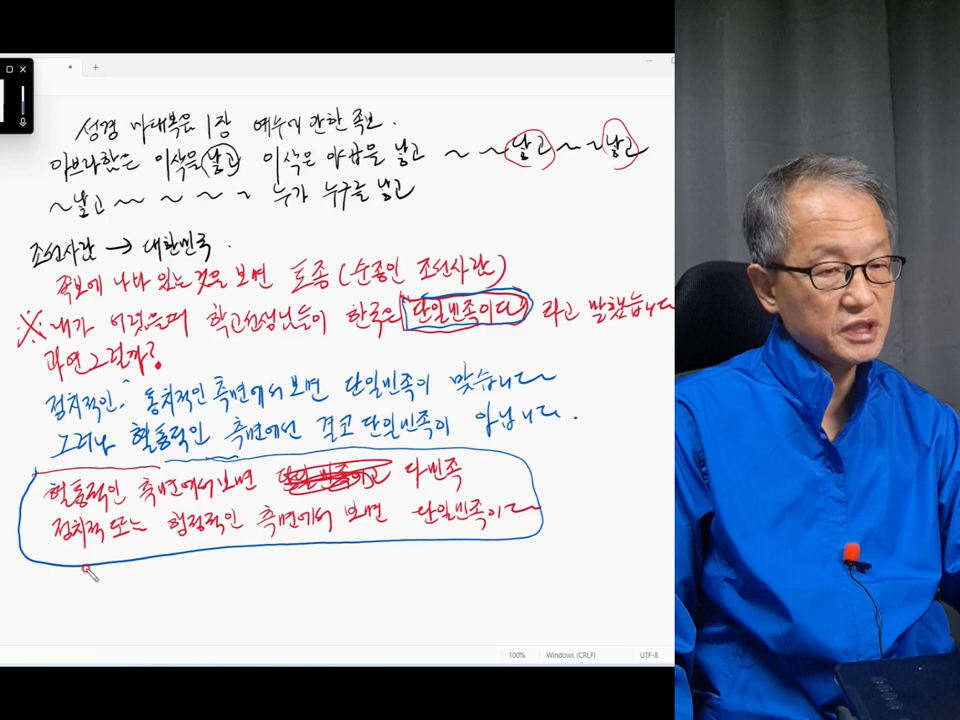 성경 마태복음 1장 예수에 관한 족보.
아브라함은 이삭을 낳고 이삭은 야곱을 낳고 ~ ~ 낳고 ~ ~ 낳고
~ 낳고 ~ ~ ~ ~ ~ 누가 누구를 낳고
조선사람 → 대한민국.
족보에 나와 있는 것을 보면 토종 (순종인 조선사람)
※ 내가 어렸을때 학교선생님들이 한국은 단일민족이다 라고 말했습니다
과연 그럴까?
정치적인, 통치적인 측면에서 보면 단일민족이 맞습니다
그러나 혈통적인 측면에선 결코 단일민족이 아닙니다.
혈통적인 측면에서 보면 다민족
정치적 또는 행정적인 측면에서 보면 단일민족이다
100% Windows (CRLF) UTF-8